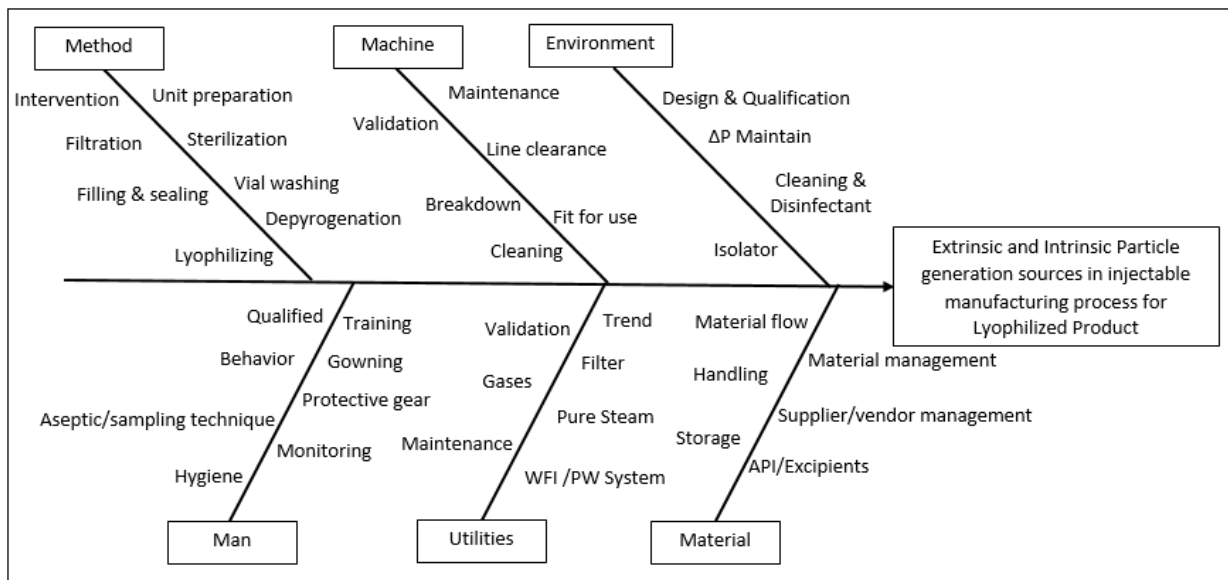 Method
Machine
Environment
Intervention
Unit preparation
Filtration
Sterilization
Filling & sealing
Vial washing
Depyrogenation
Lyophilizing
Maintenance
Validation
Line clearance
Breakdown
Fit for use
Cleaning
Design & Qualification
ΔP Maintain
Cleaning &
Disinfectant
Isolator
Extrinsic and Intrinsic Particle
generation sources in injectable
manufacturing process for
Lyophilized Product
Qualified
Training
Behavior
Gowning
Protective gear
Aseptic/sampling technique
Monitoring
Hygiene
Validation
Trend
Gases
Filter
Pure Steam
Maintenance
WFI /PW System
Material flow
Material management
Handling
Supplier/vendor management
Storage
API/Excipients
Man
Utilities
Material